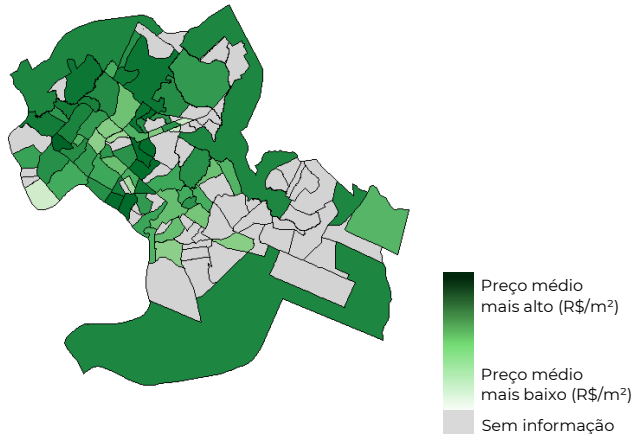 Preço médio
mais alto (R$/m²)
Preço médio
mais baixo (R$/m²)
Sem informação